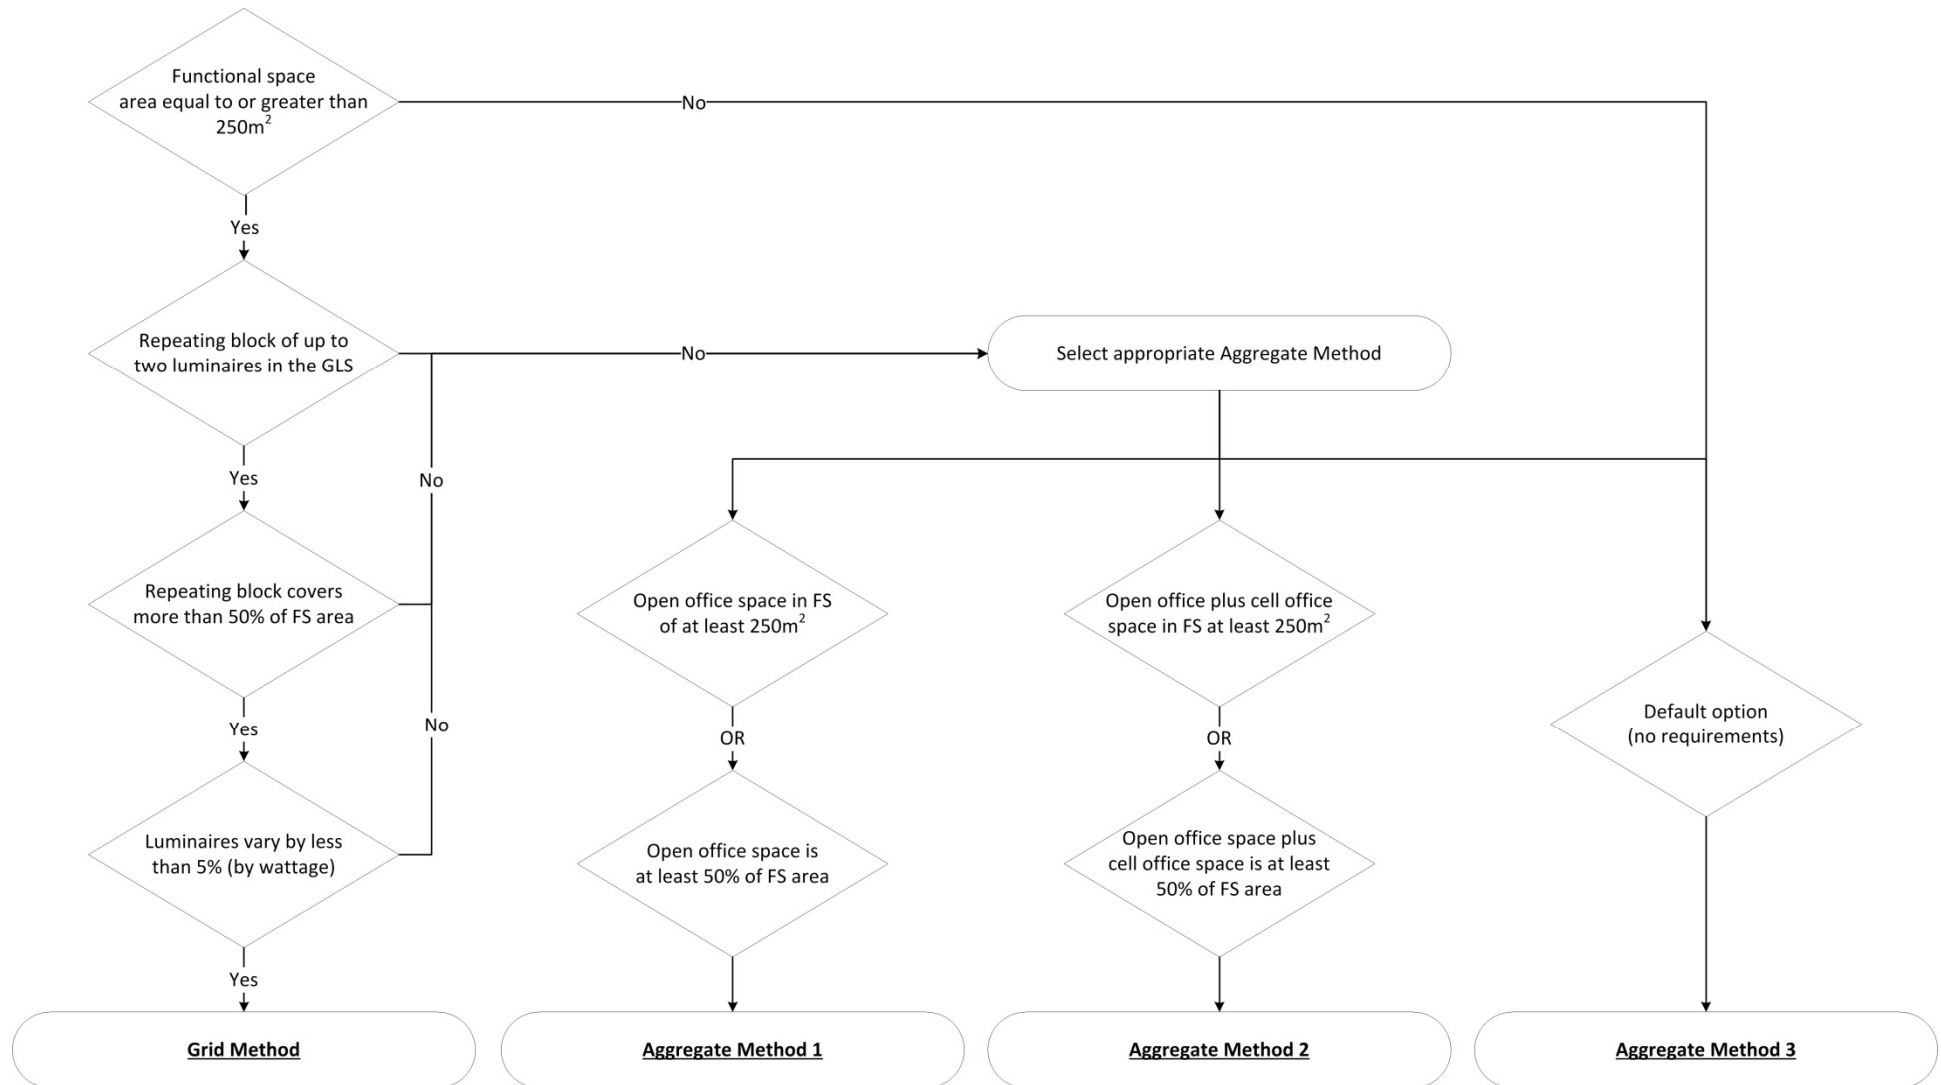 Functional space
area equal to or greater than
250m²
No
Yes
Repeating block of up to
two luminaires in the GLS
No
Select appropriate Aggregate Method
Yes
No
Repeating block covers
more than 50% of FS area
Open office space in FS
of at least 250m²
Open office plus cell office
space in FS at least 250m²
Default option
(no requirements)
Yes
No
OR
OR
Luminaires vary by less
than 5% (by wattage)
Open office space is
at least 50% of FS area
Open office space plus
cell office space is at least
50% of FS area
Yes
Grid Method
Aggregate Method 1
Aggregate Method 2
Aggregate Method 3